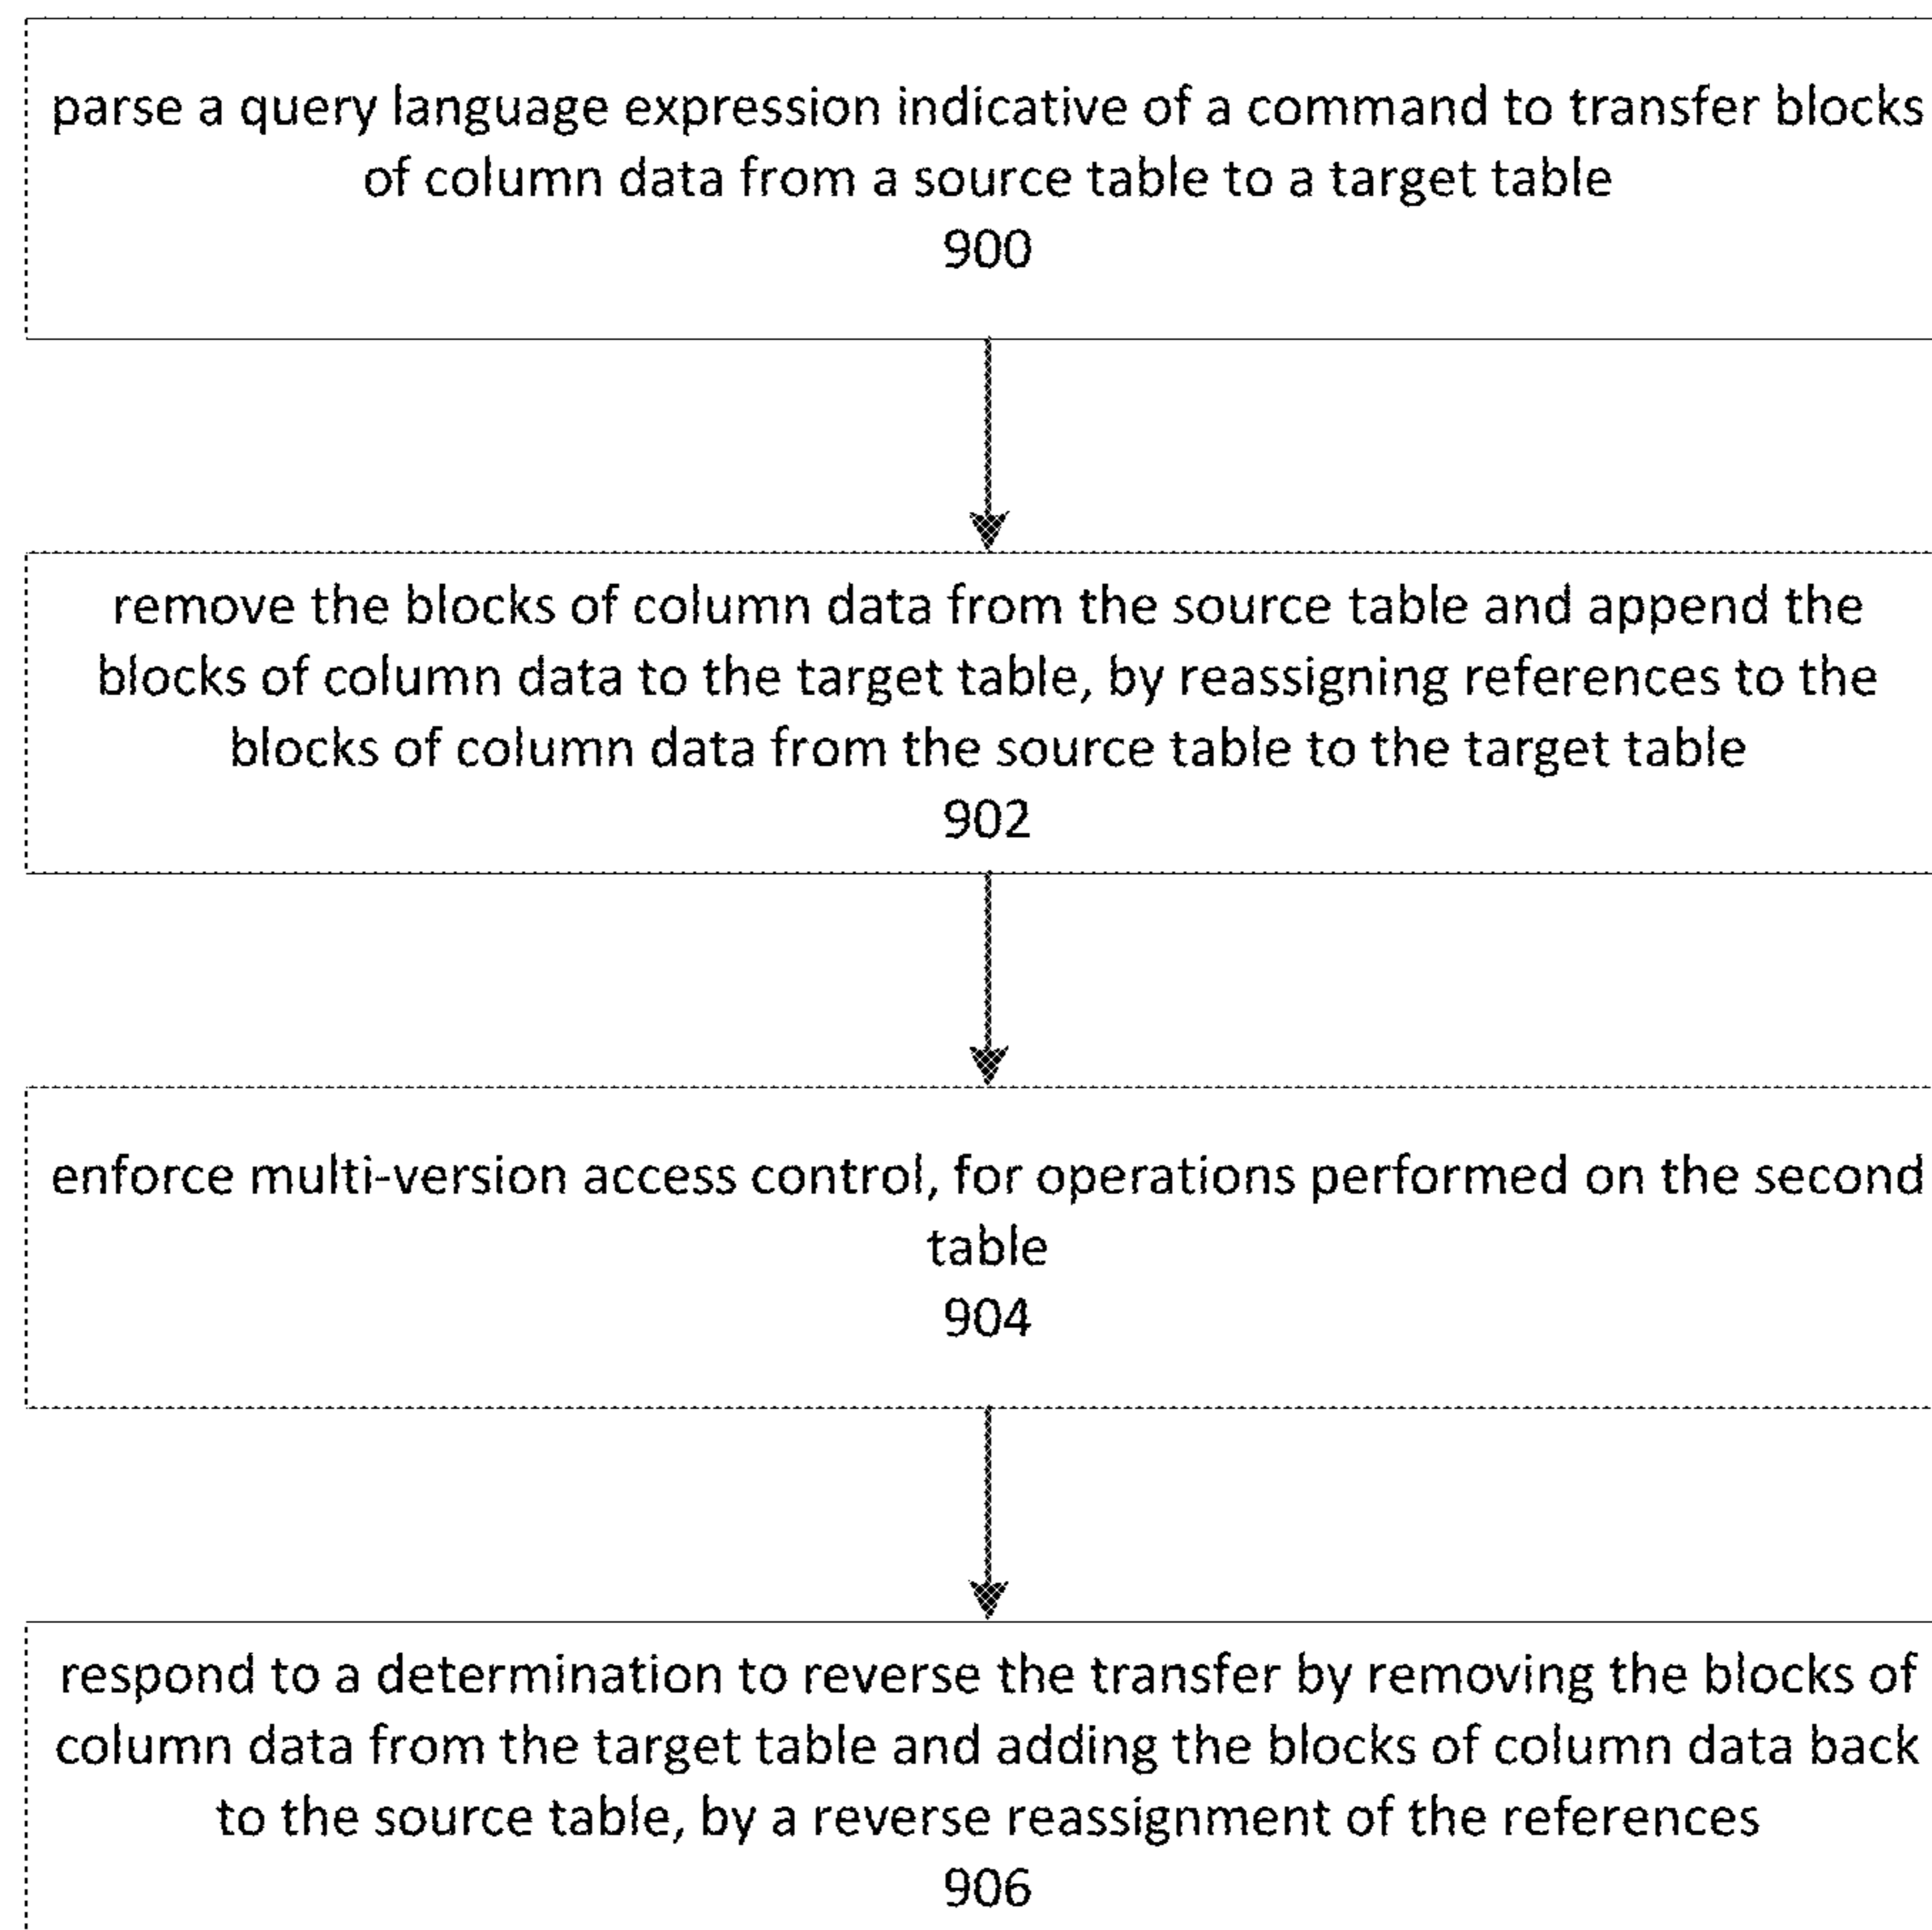 parse a query language expression indicative of a command to transfer blocks
of column data from a source table to a target table
900
remove the blocks of column data from the source table and append the
blocks of column data to the target table, by reassigning references to the
blocks of column data from the source table to the target table
902
enforce multi-version access control, for operations performed on the second
table
904
respond to a determination to reverse the transfer by removing the blocks of
column data from the target table and adding the blocks of column data back
to the source table, by a reverse reassignment of the references
906